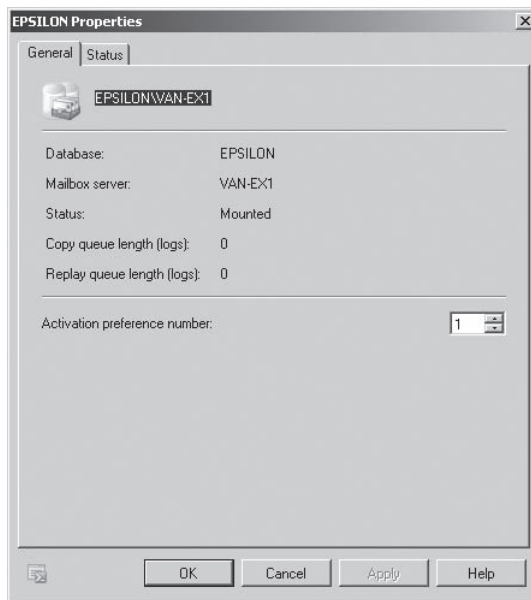 EPSILON Properties
General Status
EPSILON\VAN-EX1
Database: EPSILON
Mailbox server: VAN-EX1
Status: Mounted
Copy queue length (logs): 0
Replay queue length (logs): 0
Activation preference number: 1
OK Cancel Apply Help